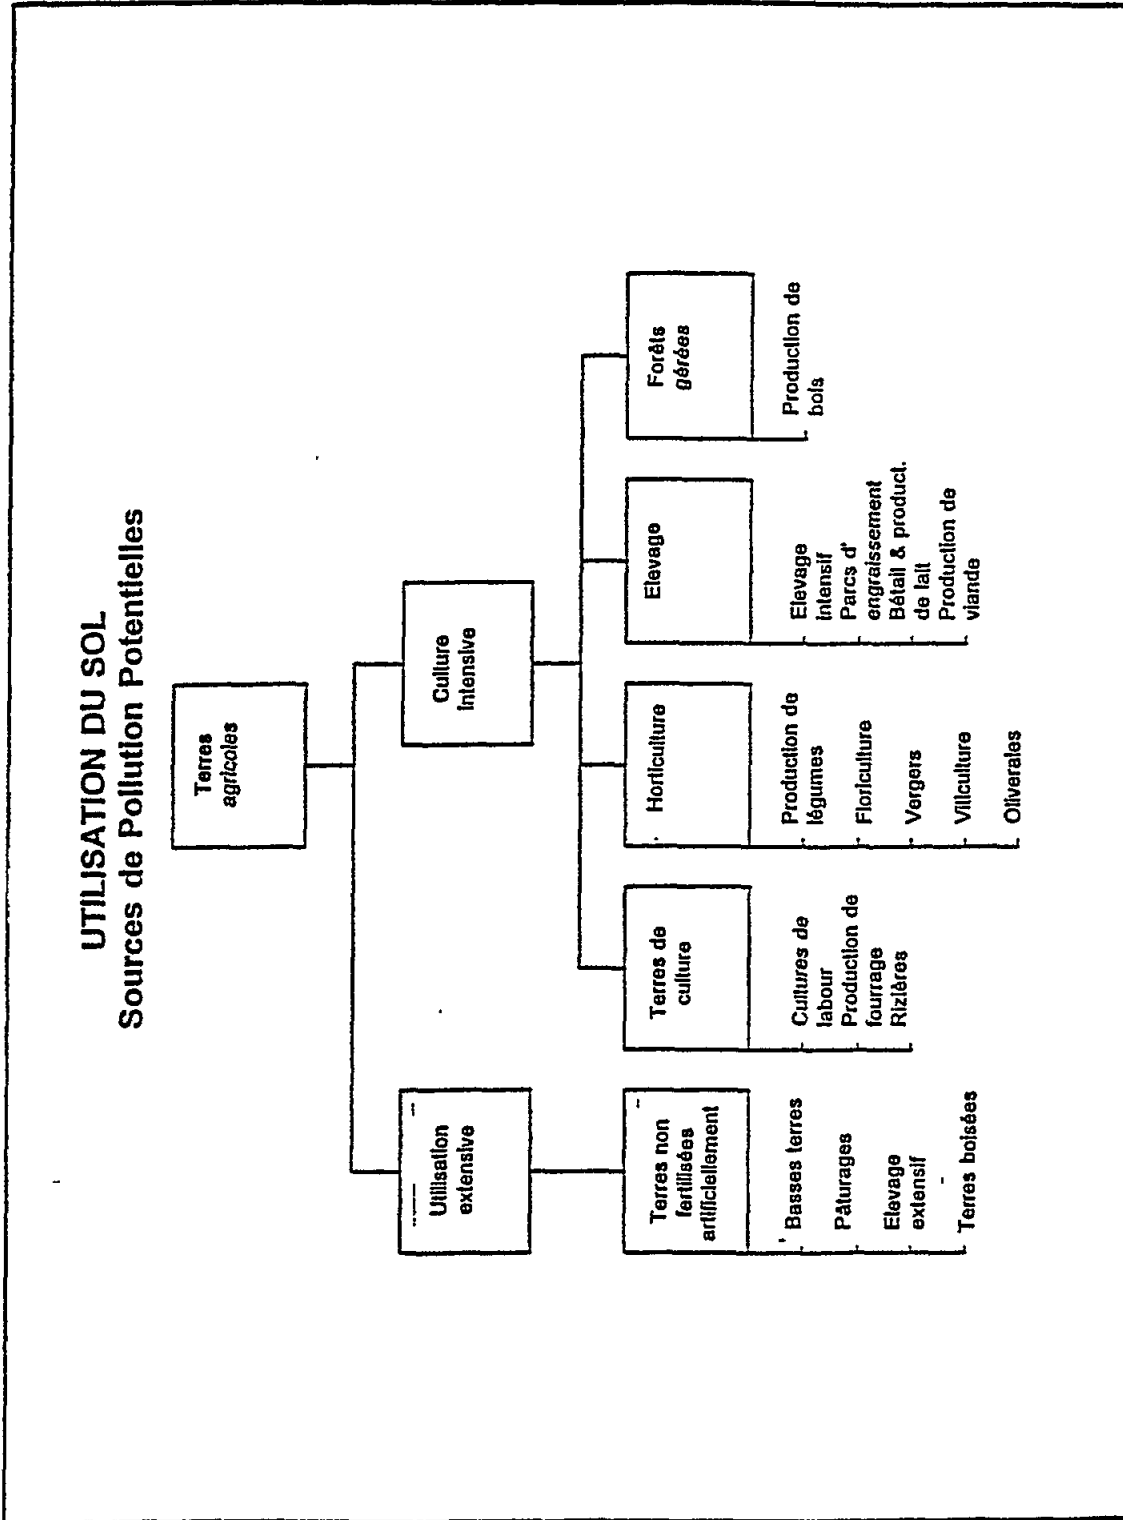 UTILISATION DU SOL
Sources de Pollution Potentielles
Terres
agricoles
Utilisation
extensive
Culture
Intensive
Terres non
fertilisées
artificiellement
Terres de
culture
Horticulture
Elevage
Forêts
gérées
Basses terres
Pâturages
Elevage
extensif
Terres boisées
Cultures de
labour
Production de
fourrage
Rizières
Production de
légumes
Floriculture
Vergers
Viticulture
Oliveraies
Elevage
intensif
Parcs d'
engraissement
Bétail & product.
de lait
Production de
viande
Production de
bois